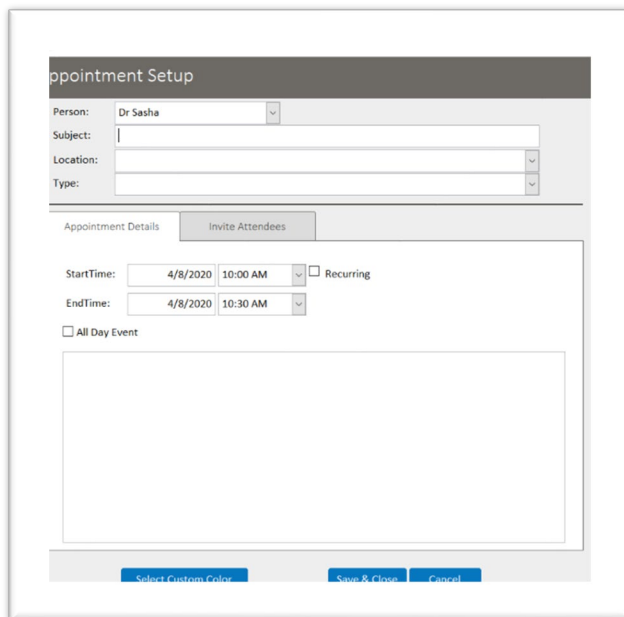 ppointment Setup
Person: Dr Sasha
Subject:
Location:
Type:
Appointment Details Invite Attendees
StartTime: 4/8/2020 10:00 AM Recurring
EndTime: 4/8/2020 10:30 AM
All Day Event
Select Custom Color Save & Close Cancel